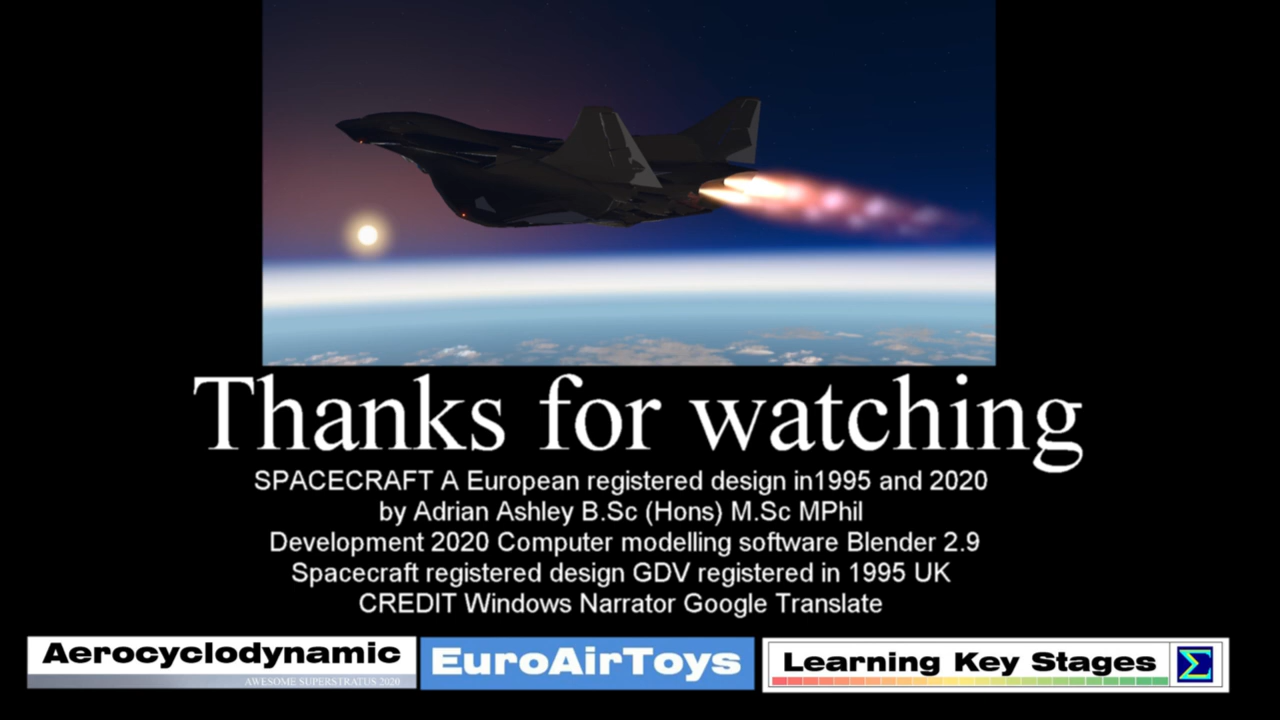 Thanks for watching
SPACECRAFT A European registered design in1995 and 2020
by Adrian Ashley B.Sc (Hons) M.Sc MPhil
Development 2020 Computer modelling software Blender 2.9
Spacecraft registered design GDV registered in 1995 UK
CREDIT Windows Narrator Google Translate
Aerocyclodynamic
AWESOME SUPERSTRATUS 2020
EuroAirToys
Learning Key Stages Σ